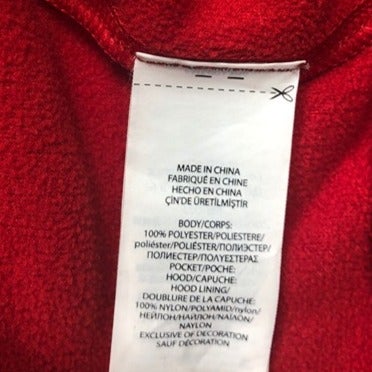 MADE IN CHINA
FABRIQUÉ EN CHINE
HECHO EN CHINA
ÇİN'DE ÜRETİLMİŞTİR
BODY/CORPS:
100% POLYESTER/POLIESTERE/
poliéster/POLIÉSTER/ПОЛИЭСТЕР/
ПОЛИЕСТЕР/ΠΟΛΥΕΣΤΕΡΑΣ
POCKET/POCHE:
HOOD/CAPUCHE:
HOOD LINING/
DOUBLURE DE LA CAPUCHE:
100% NYLON/POLYAMID/nylon/
НЕЙЛОН/НАЙЛОН/ΝΑΪΛΟΝ/
NAYLON
EXCLUSIVE OF DECORATION
SAUF DÉCORATION